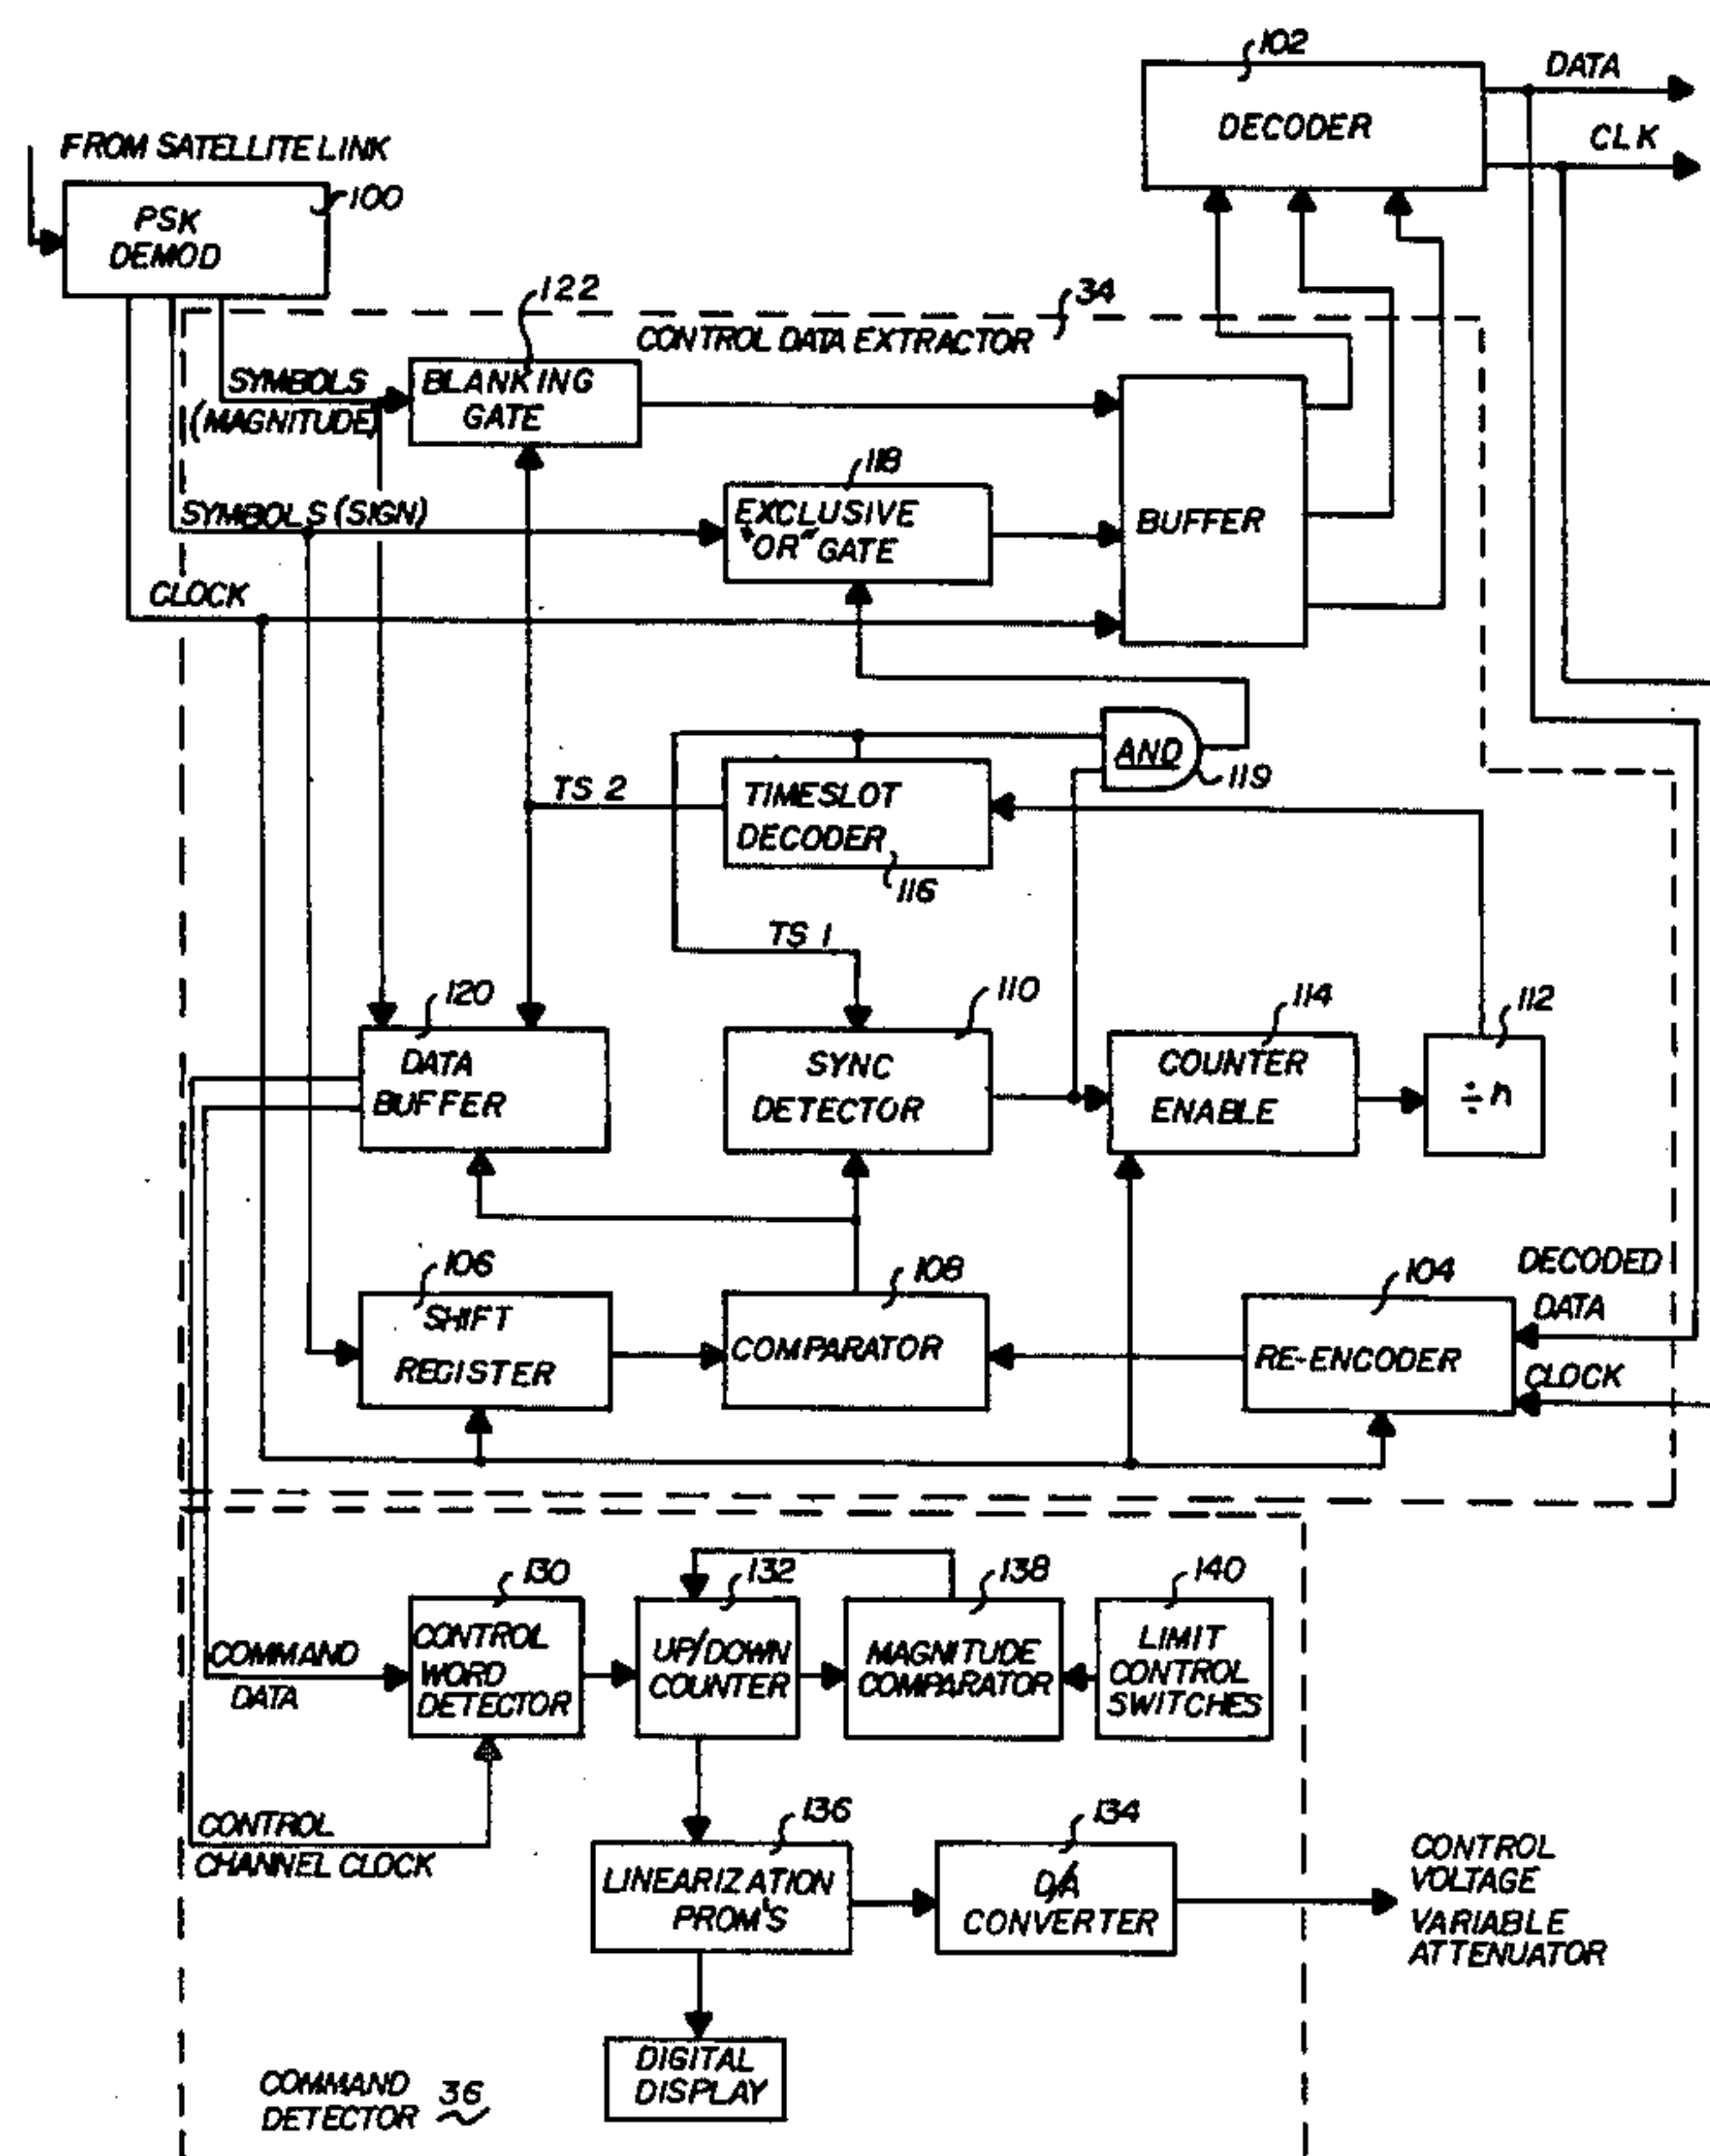 102
DATA
DECODER
CLK
FROM SATELLITE LINK
100
PSK
DEMOD
122
34
CONTROL DATA EXTRACTOR
SYMBOLS
(MAGNITUDE)
BLANKING
GATE
118
SYMBOLS (SIGN)
EXCLUSIVE
"OR" GATE
BUFFER
CLOCK
AND
119
TS 2
TIMESLOT
DECODER
116
TS 1
120
110
114
112
DATA
BUFFER
SYNC
DETECTOR
COUNTER
ENABLE
÷ n
106
108
104
DECODED
DATA
SHIFT
REGISTER
COMPARATOR
RE-ENCODER
CLOCK
130
132
138
140
COMMAND
DATA
CONTROL
WORD
DETECTOR
UP/DOWN
COUNTER
MAGNITUDE
COMPARATOR
LIMIT
CONTROL
SWITCHES
CONTROL
CHANNEL CLOCK
136
134
LINEARIZATION
PROM'S
D/A
CONVERTER
CONTROL
VOLTAGE
VARIABLE
ATTENUATOR
DIGITAL
DISPLAY
COMMAND
DETECTOR 36